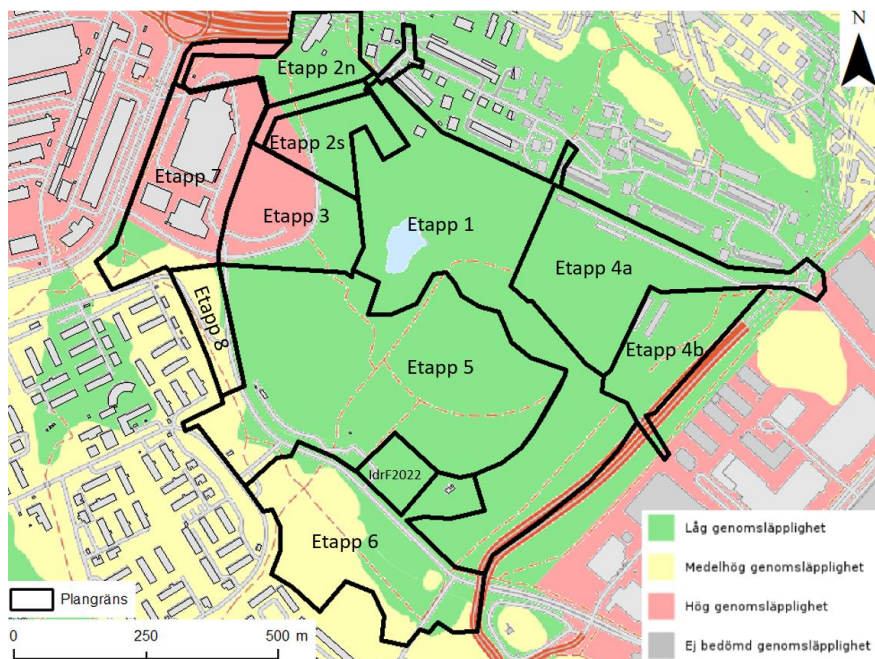 N
Etapp 2n
Etapp 2s
Etapp 7
Etapp 3
Etapp 1
Etapp 4a
Etapp 8
Etapp 4b
Etapp 5
IdrF2022
Etapp 6
Låg genomsläpplighet
Medelhög genomsläpplighet
Hög genomsläpplighet
Ej bedömd genomsläpplighet
Plangräns
0 250 500 m